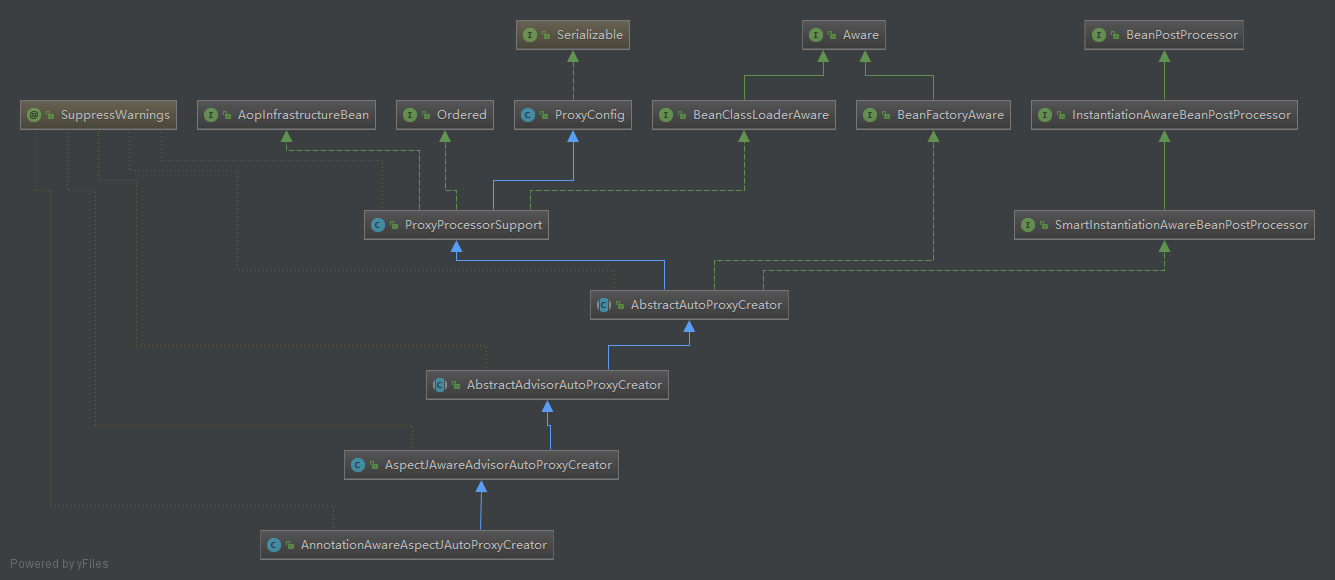 Serializable
Aware
BeanPostProcessor
SuppressWarnings
AopInfrastructureBean
Ordered
ProxyConfig
BeanClassLoaderAware
BeanFactoryAware
InstantiationAwareBeanPostProcessor
ProxyProcessorSupport
SmartInstantiationAwareBeanPostProcessor
AbstractAutoProxyCreator
AbstractAdvisorAutoProxyCreator
AspectJAwareAdvisorAutoProxyCreator
AnnotationAwareAspectJAutoProxyCreator
Powered by yFiles